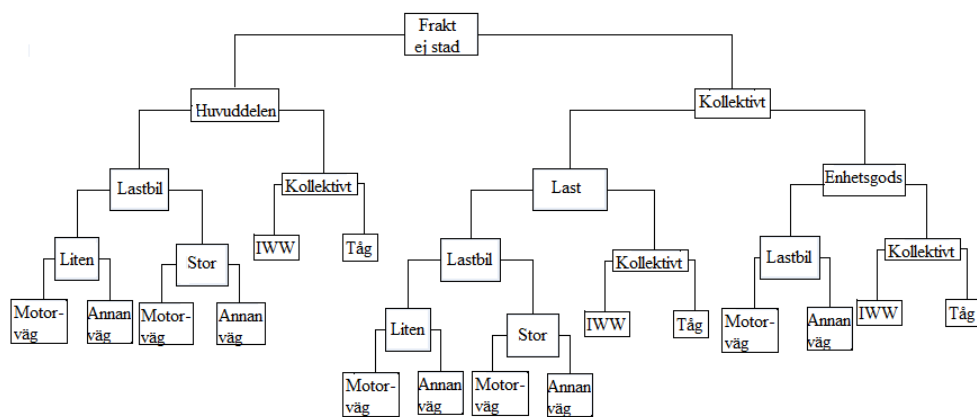 Frakt
ej stad
Huvuddelen
Kollektivt
Lastbil
Kollektivt
Last
Enhetsgods
Liten
Stor
IWW
Tåg
Lastbil
Kollektivt
Lastbil
Kollektivt
Motor-
väg
Annan
väg
Motor-
väg
Annan
väg
Liten
Stor
IWW
Tåg
Motor-
väg
Annan
väg
IWW
Tåg
Motor-
väg
Annan
väg
Motor-
väg
Annan
väg